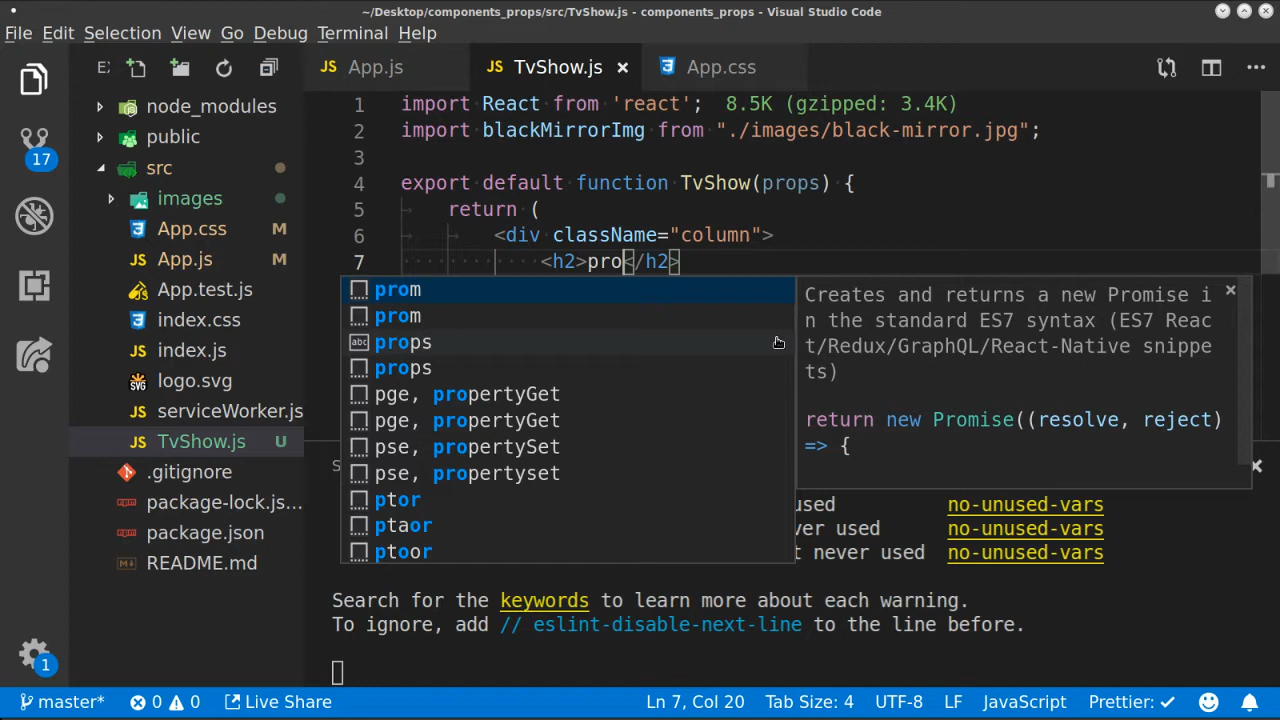 ~/Desktop/components_props/src/TvShow.js - components_props - Visual Studio Code
File Edit Selection View Go Debug Terminal Help
E:
JS App.js
JS TvShow.js ×
App.css
node_modules
public
src
images
App.css M
JS App.js M
App.test.js
index.css
JS index.js
SVG logo.svg
JS serviceWorker.js
JS TvShow.js U
.gitignore
package-lock.js...
package.json
README.md
17
1
1 import React from 'react'; 8.5K (gzipped: 3.4K)
2 import blackMirrorImg from "./images/black-mirror.jpg";
3
4 export default function TvShow(props) {
5 return (
6 <div className="column">
7 <h2>pro</h2>
prom
prom
abc props
props
pge, propertyGet
pge, propertyGet
pse, propertySet
pse, propertyset
ptor
ptaor
ptoor
Creates and returns a new Promise i
n the standard ES7 syntax (ES7 Reac
t/Redux/GraphQL/React-Native snippe
ts)
return new Promise((resolve, reject)
=> {
used no-unused-vars
ver used no-unused-vars
t never used no-unused-vars
Search for the keywords to learn more about each warning.
To ignore, add // eslint-disable-next-line to the line before.
master* 0 0 Live Share Ln 7, Col 20 Tab Size: 4 UTF-8 LF JavaScript Prettier: ✓